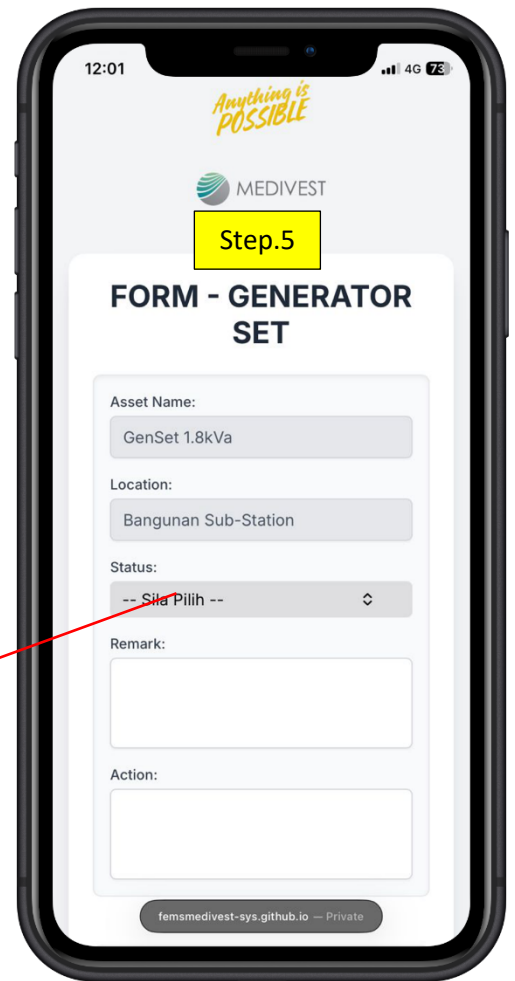 12:01
4G 73
Anything is
POSSIBLE
MEDIVEST
Step.5
FORM - GENERATOR
SET
Asset Name:
GenSet 1.8kVa
Location:
Bangunan Sub-Station
Status:
-- Sila Pilih --
Remark:
Action:
femsmedivest-sys.github.io — Private